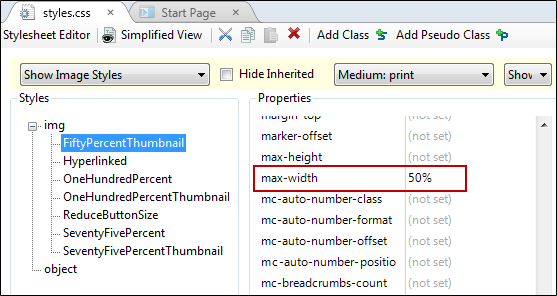 styles.css Start Page
Stylesheet Editor Simplified View Add Class Add Pseudo Class
Show Image Styles Hide Inherited Medium: print Show
Styles
img
FiftyPercentThumbnail
Hyperlinked
OneHundredPercent
OneHundredPercentThumbnail
ReduceButtonSize
SeventyFivePercent
SeventyFivePercentThumbnail
object
Properties
margin-top (not set)
marker-offset (not set)
max-height (not set)
max-width 50%
mc-auto-number-class (not set)
mc-auto-number-format (not set)
mc-auto-number-offset (not set)
mc-auto-number-positio (not set)
mc-breadcrumbs-count (not set)